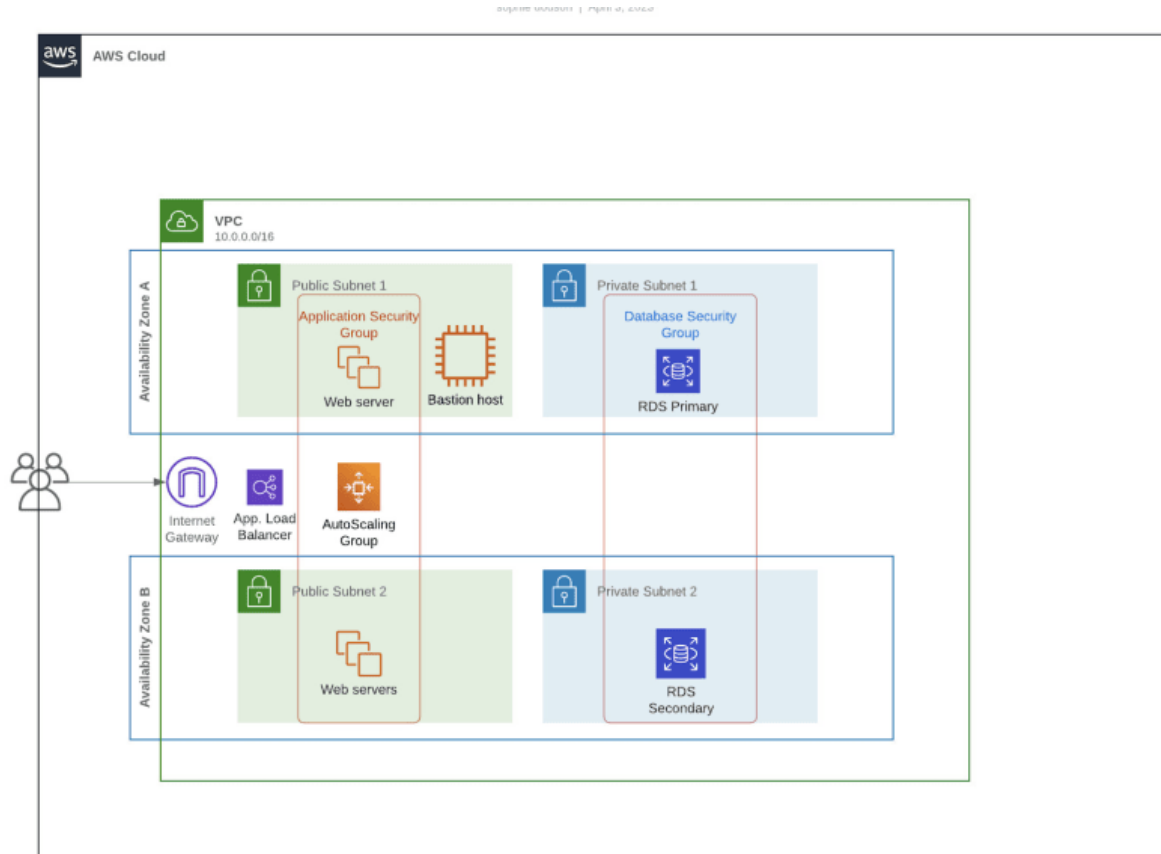 aws
AWS Cloud
VPC
10.0.0.0/16
Availability Zone A
Public Subnet 1
Application Security
Group
Web server
Bastion host
Private Subnet 1
Database Security
Group
RDS Primary
Internet
Gateway
App. Load
Balancer
AutoScaling
Group
Availability Zone B
Public Subnet 2
Web servers
Private Subnet 2
RDS
Secondary